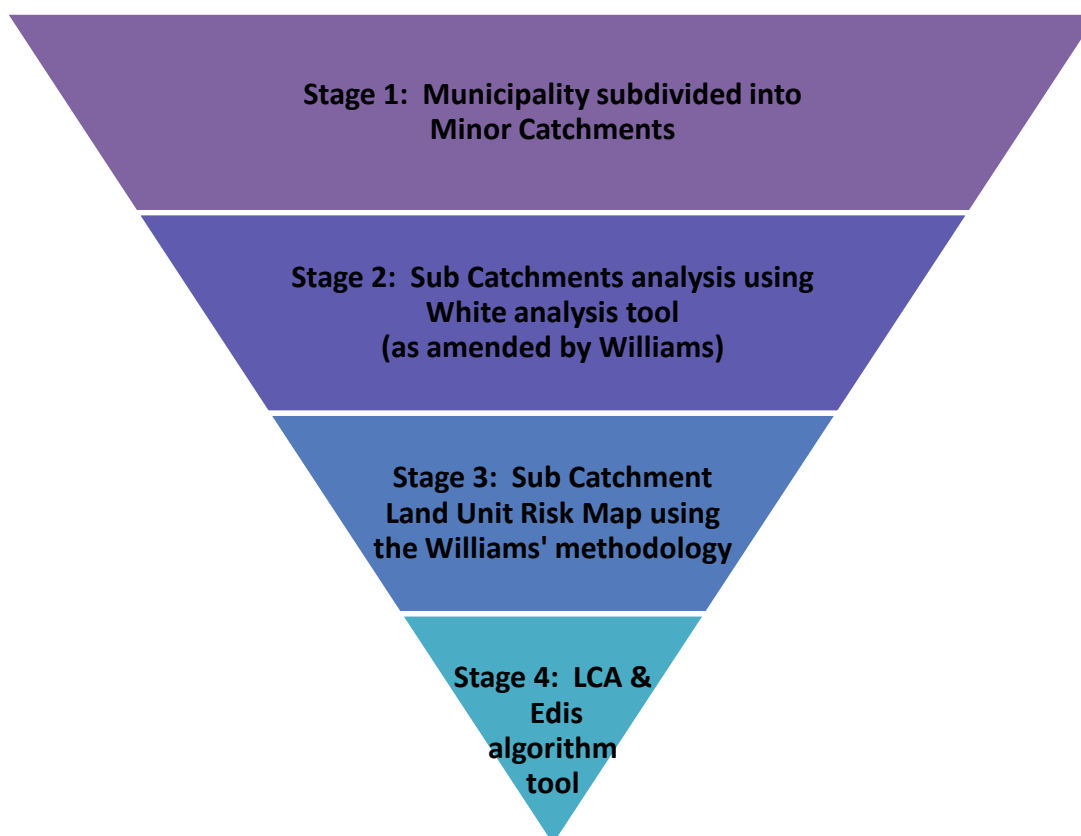 Stage 1:  Municipality subdivided into
Minor Catchments
Stage 2:  Sub Catchments analysis using
White analysis tool
(as amended by Williams)
Stage 3:  Sub Catchment
Land Unit Risk Map using
the Williams' methodology
Stage 4:  LCA &
Edis
algorithm
tool